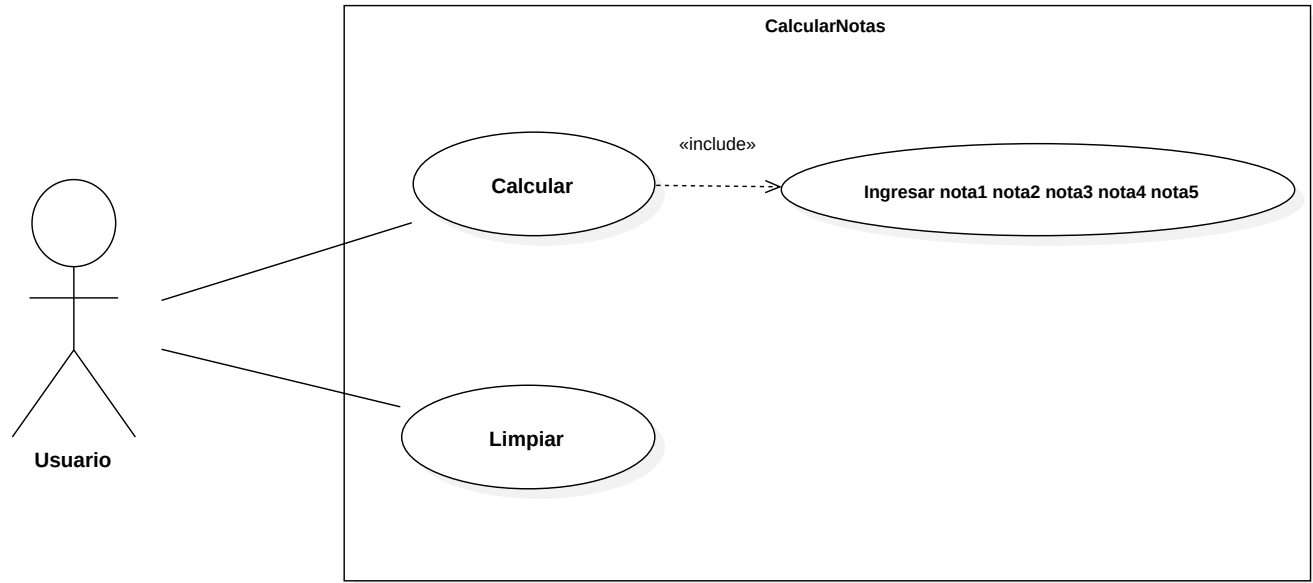 CalcularNotas
«include»
Calcular
Ingresar nota1 nota2 nota3 nota4 nota5
Limpiar
Usuario